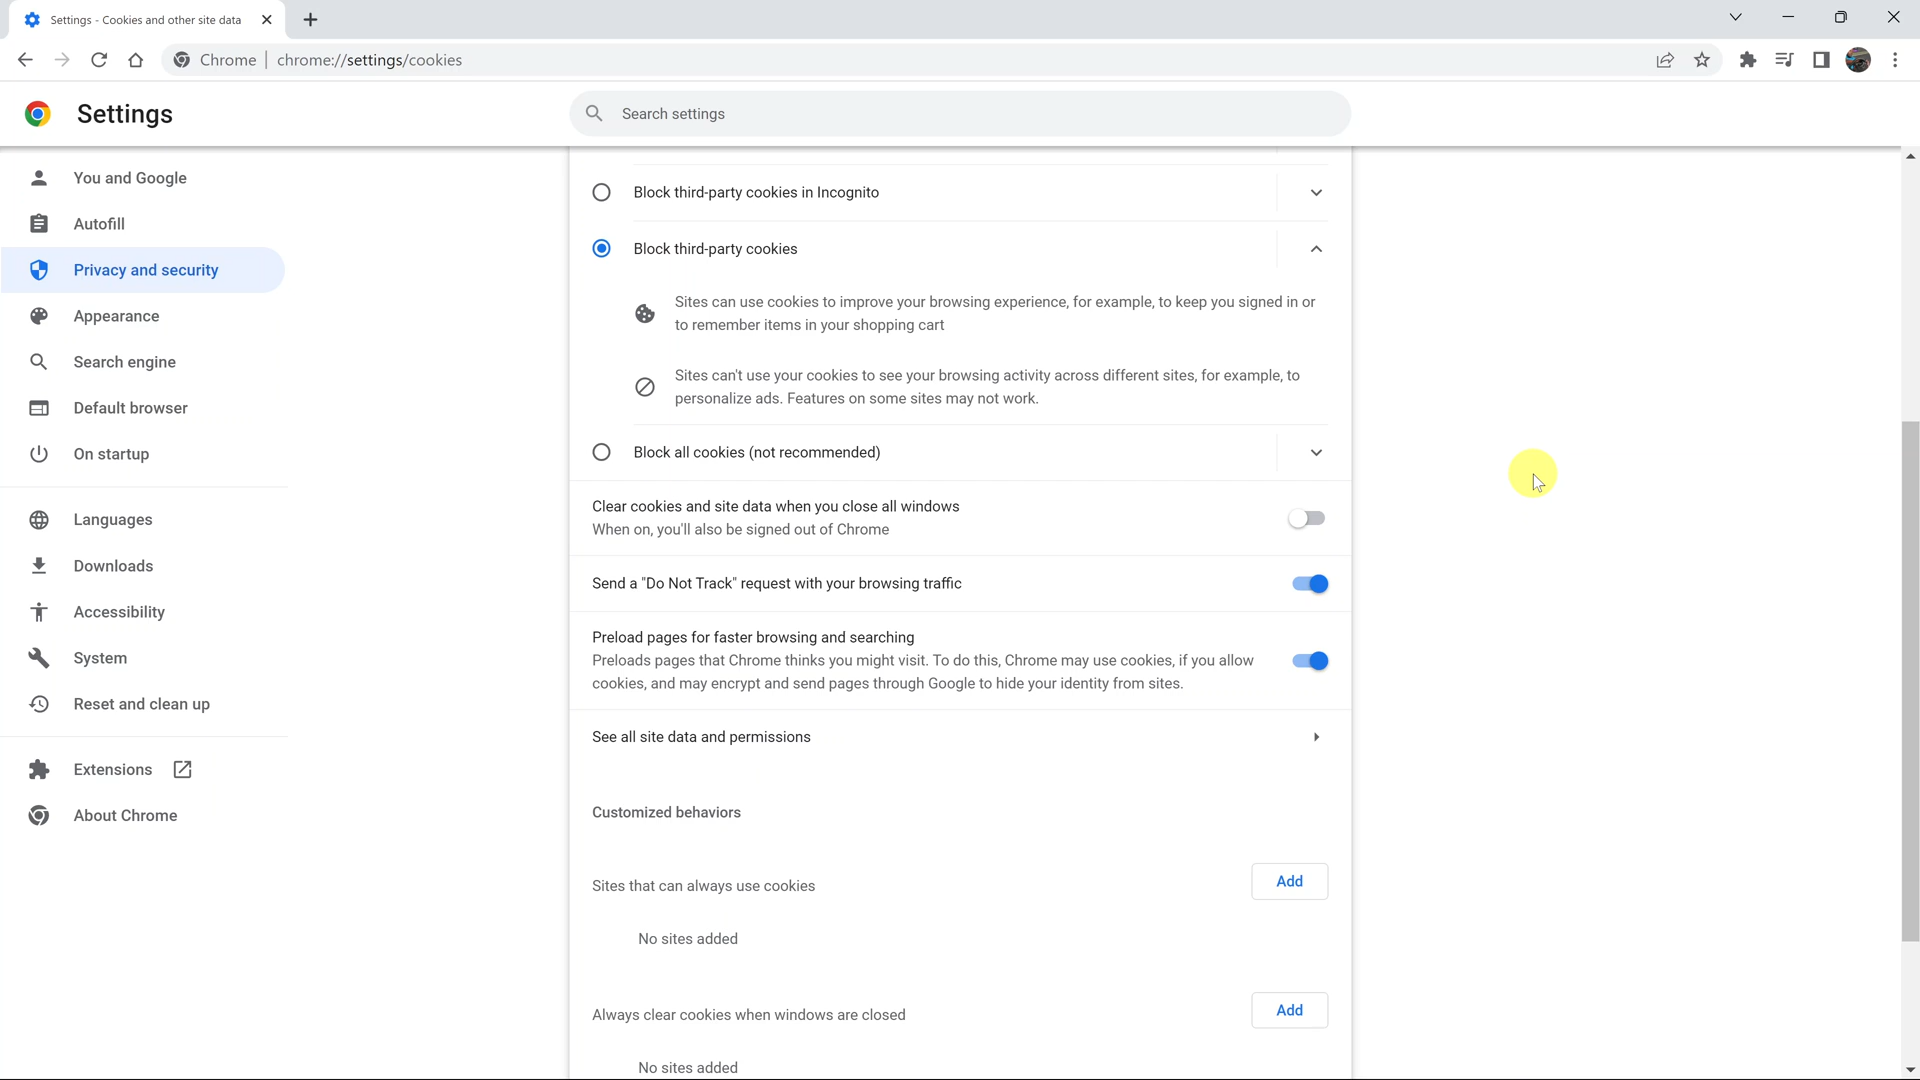 Settings - Cookies and other site data
Chrome
chrome://settings/cookies
Settings
Search settings
You and Google
Autofill
Privacy and security
Appearance
Search engine
Default browser
On startup
Languages
Downloads
Accessibility
System
Reset and clean up
Extensions
About Chrome
Block third-party cookies in Incognito
Block third-party cookies
Sites can use cookies to improve your browsing experience, for example, to keep you signed in or
to remember items in your shopping cart
Sites can't use your cookies to see your browsing activity across different sites, for example, to
personalize ads. Features on some sites may not work.
Block all cookies (not recommended)
Clear cookies and site data when you close all windows
When on, you'll also be signed out of Chrome
Send a "Do Not Track" request with your browsing traffic
Preload pages for faster browsing and searching
Preloads pages that Chrome thinks you might visit. To do this, Chrome may use cookies, if you allow
cookies, and may encrypt and send pages through Google to hide your identity from sites.
See all site data and permissions
Customized behaviors
Sites that can always use cookies
Add
No sites added
Always clear cookies when windows are closed
Add
No sites added